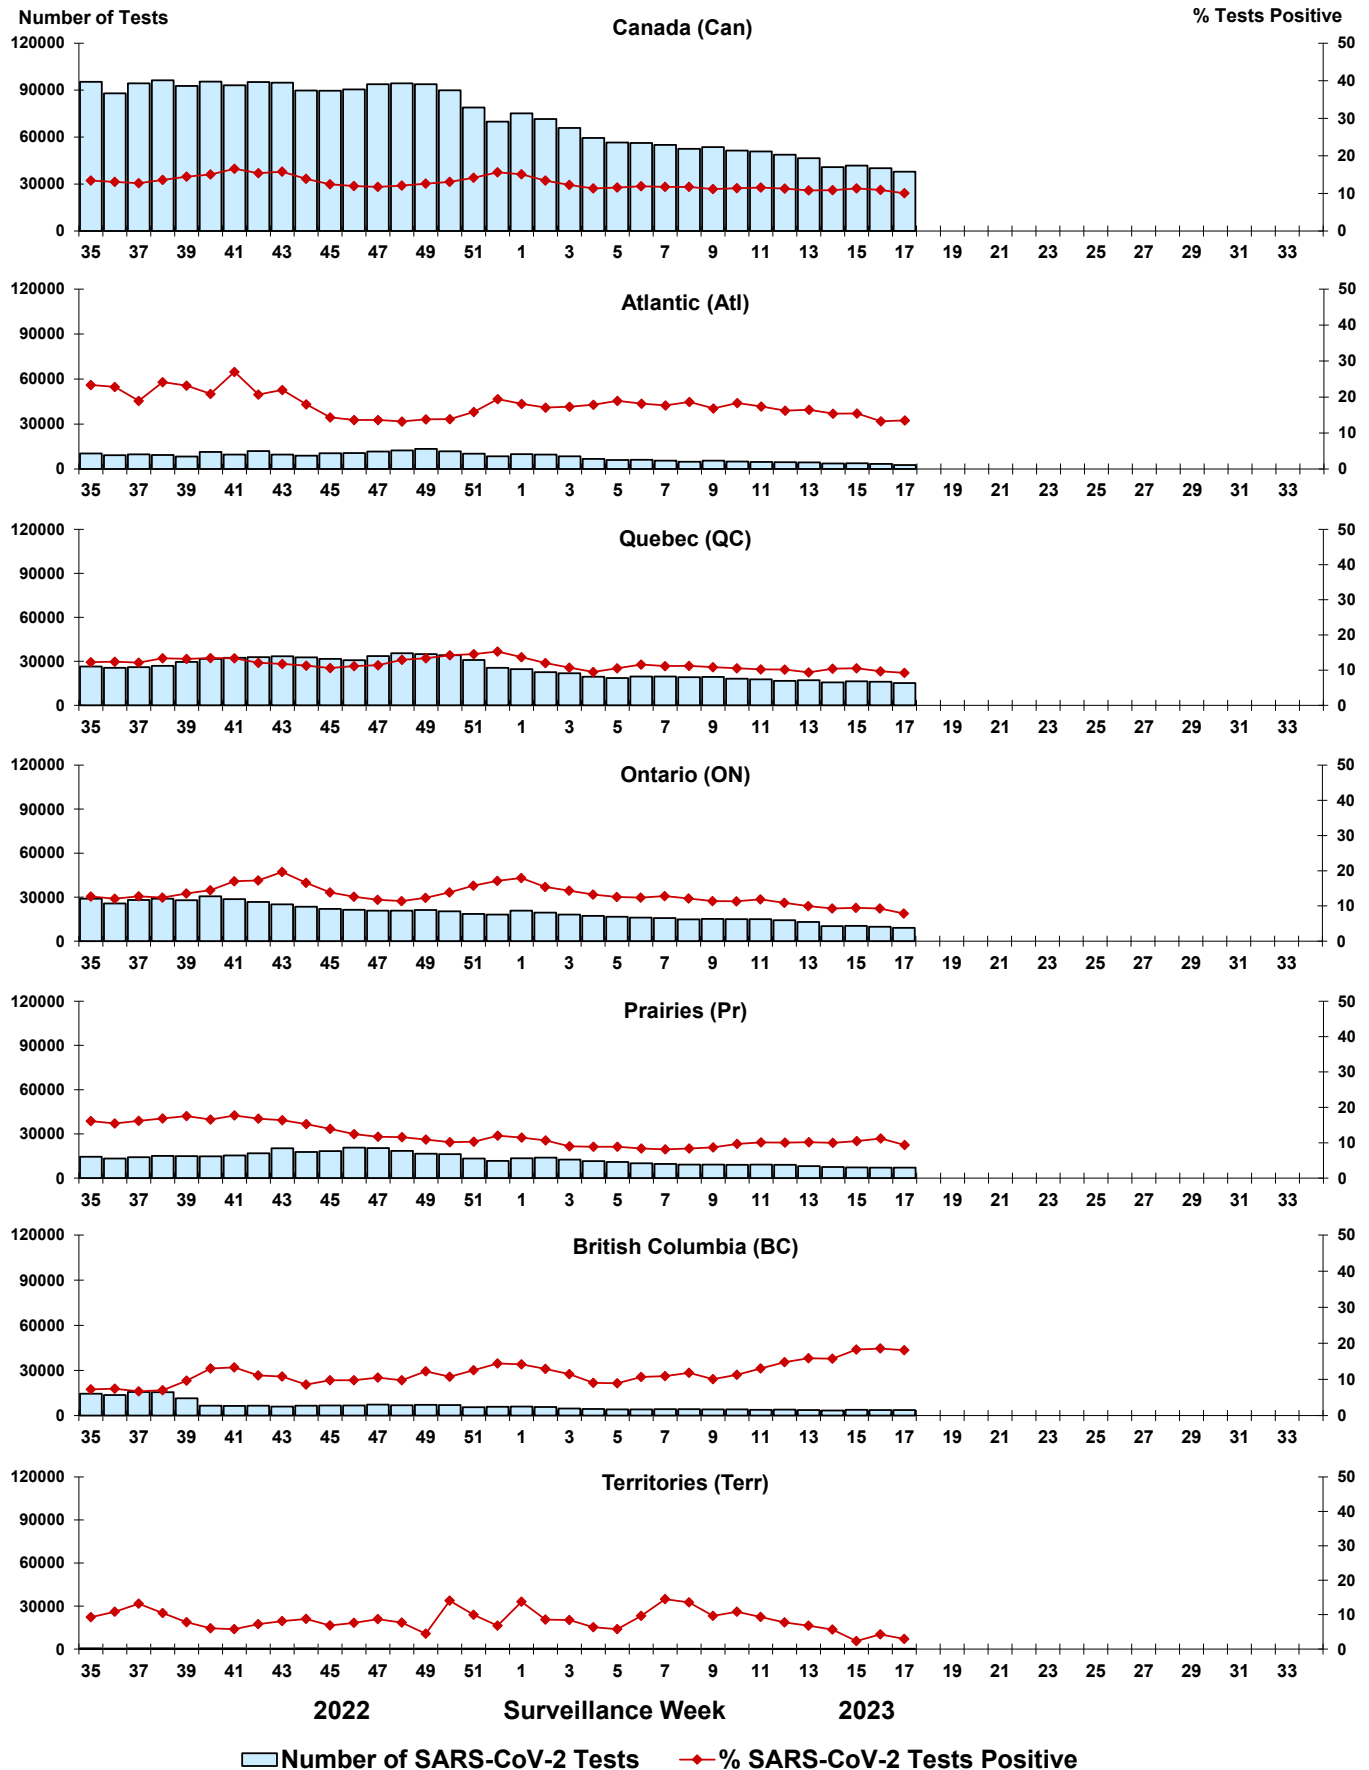 Number of Tests
% Tests Positive
Canada (Can)
120000 90000 60000 30000 0
50 40 30 20 10 0
35 37 39 41 43 45 47 49 51 1 3 5 7 9 11 13 15 17 19 21 23 25 27 29 31 33
Atlantic (Atl)
120000 90000 60000 30000 0
50 40 30 20 10 0
35 37 39 41 43 45 47 49 51 1 3 5 7 9 11 13 15 17 19 21 23 25 27 29 31 33
Quebec (QC)
120000 90000 60000 30000 0
50 40 30 20 10 0
35 37 39 41 43 45 47 49 51 1 3 5 7 9 11 13 15 17 19 21 23 25 27 29 31 33
Ontario (ON)
120000 90000 60000 30000 0
50 40 30 20 10 0
35 37 39 41 43 45 47 49 51 1 3 5 7 9 11 13 15 17 19 21 23 25 27 29 31 33
Prairies (Pr)
120000 90000 60000 30000 0
50 40 30 20 10 0
35 37 39 41 43 45 47 49 51 1 3 5 7 9 11 13 15 17 19 21 23 25 27 29 31 33
British Columbia (BC)
120000 90000 60000 30000 0
50 40 30 20 10 0
35 37 39 41 43 45 47 49 51 1 3 5 7 9 11 13 15 17 19 21 23 25 27 29 31 33
Territories (Terr)
120000 90000 60000 30000 0
50 40 30 20 10 0
35 37 39 41 43 45 47 49 51 1 3 5 7 9 11 13 15 17 19 21 23 25 27 29 31 33
2022 Surveillance Week 2023
Number of SARS-CoV-2 Tests % SARS-CoV-2 Tests Positive